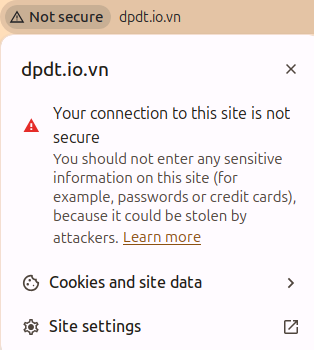 Not secure dpdt.io.vn
dpdt.io.vn
Your connection to this site is not
secure
You should not enter any sensitive
information on this site (for
example, passwords or credit cards),
because it could be stolen by
attackers. Learn more
Cookies and site data
Site settings